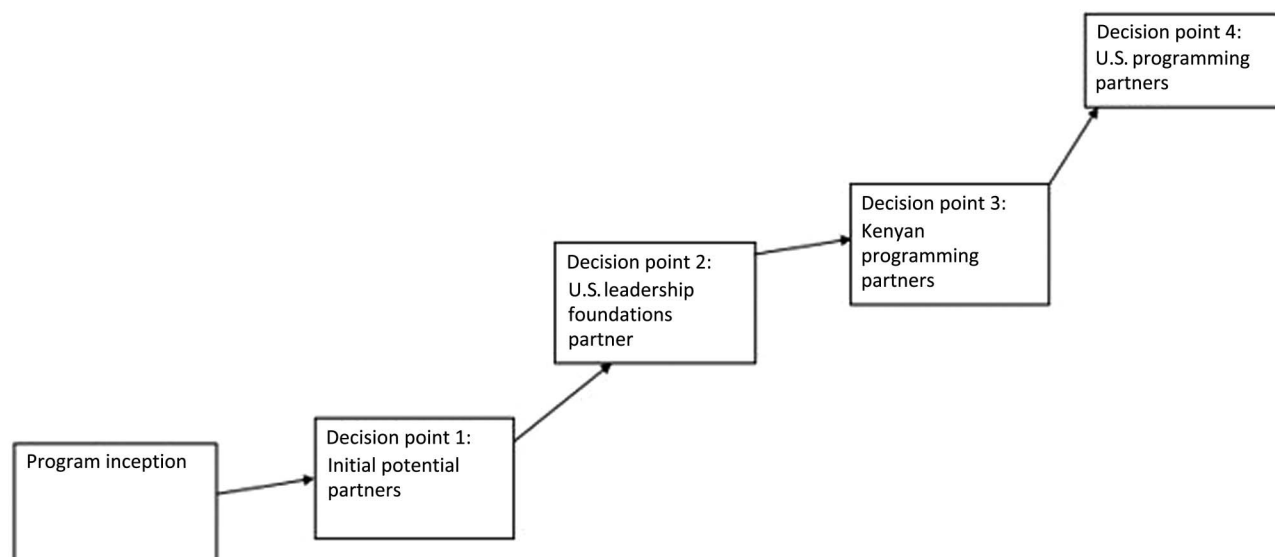 Program inception
Decision point 1:
Initial potential
partners
Decision point 2:
U.S. leadership
foundations
partner
Decision point 3:
Kenyan
programming
partners
Decision point 4:
U.S. programming
partners